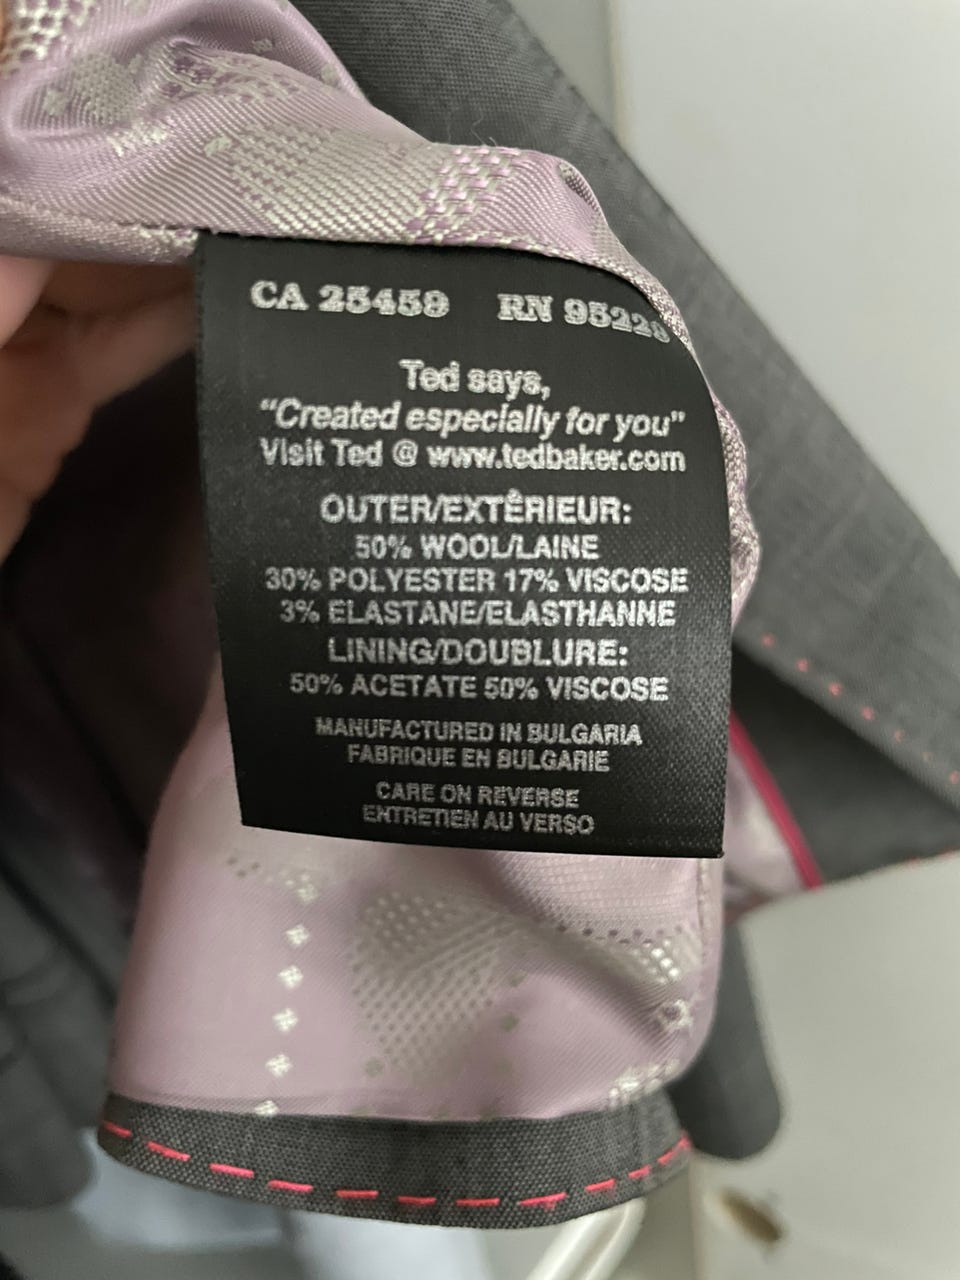 CA 25459 RN 95229
Ted says,
"Created especially for you"
Visit Ted @ www.tedbaker.com
OUTER/EXTÊRIEUR:
50% WOOL/LAINE
30% POLYESTER 17% VISCOSE
3% ELASTANE/ELASTHANNE
LINING/DOUBLURE:
50% ACETATE 50% VISCOSE
MANUFACTURED IN BULGARIA
FABRIQUE EN BULGARIE
CARE ON REVERSE
ENTRETIEN AU VERSO